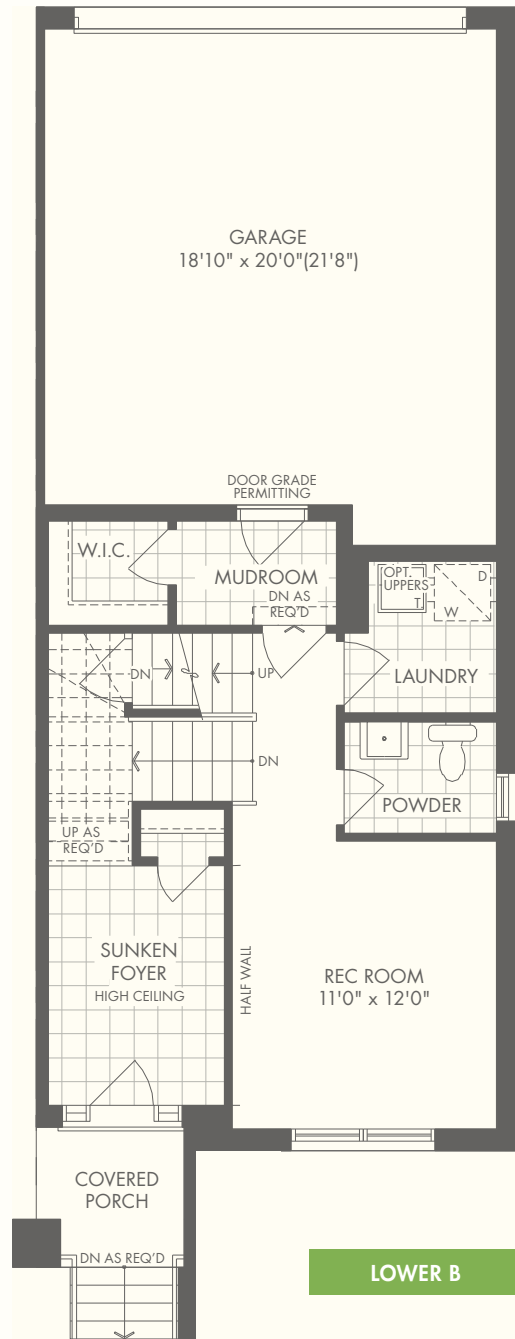 GARAGE
18'10" x 20'0"(21'8")
DOOR GRADE
PERMITTING
W.I.C.
MUDROOM
DN AS
REQ'D
OPT.
UPPERS
T
D
W
LAUNDRY
DN
UP
DN
POWDER
UP AS
REQ'D
SUNKEN
FOYER
HIGH CEILING
HALF WALL
REC ROOM
11'0" x 12'0"
COVERED
PORCH
DN AS REQ'D
LOWER B